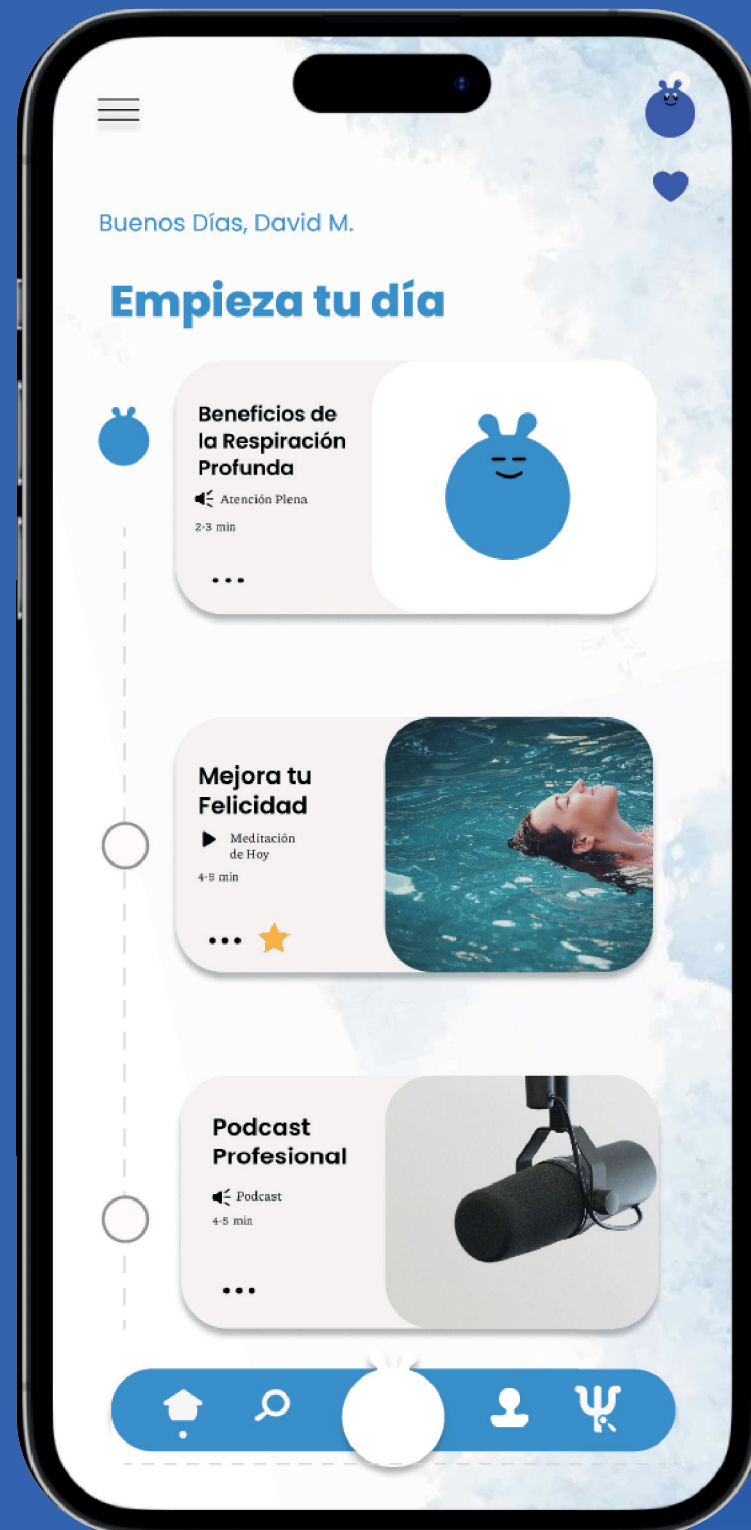 Buenos Días, David M.
Empieza tu día
Beneficios de
la Respiración
Profunda
Atención Plena
2-3 min
Mejora tu
Felicidad
Meditación
de Hoy
4-5 min
Podcast
Profesional
Podcast
4-5 min